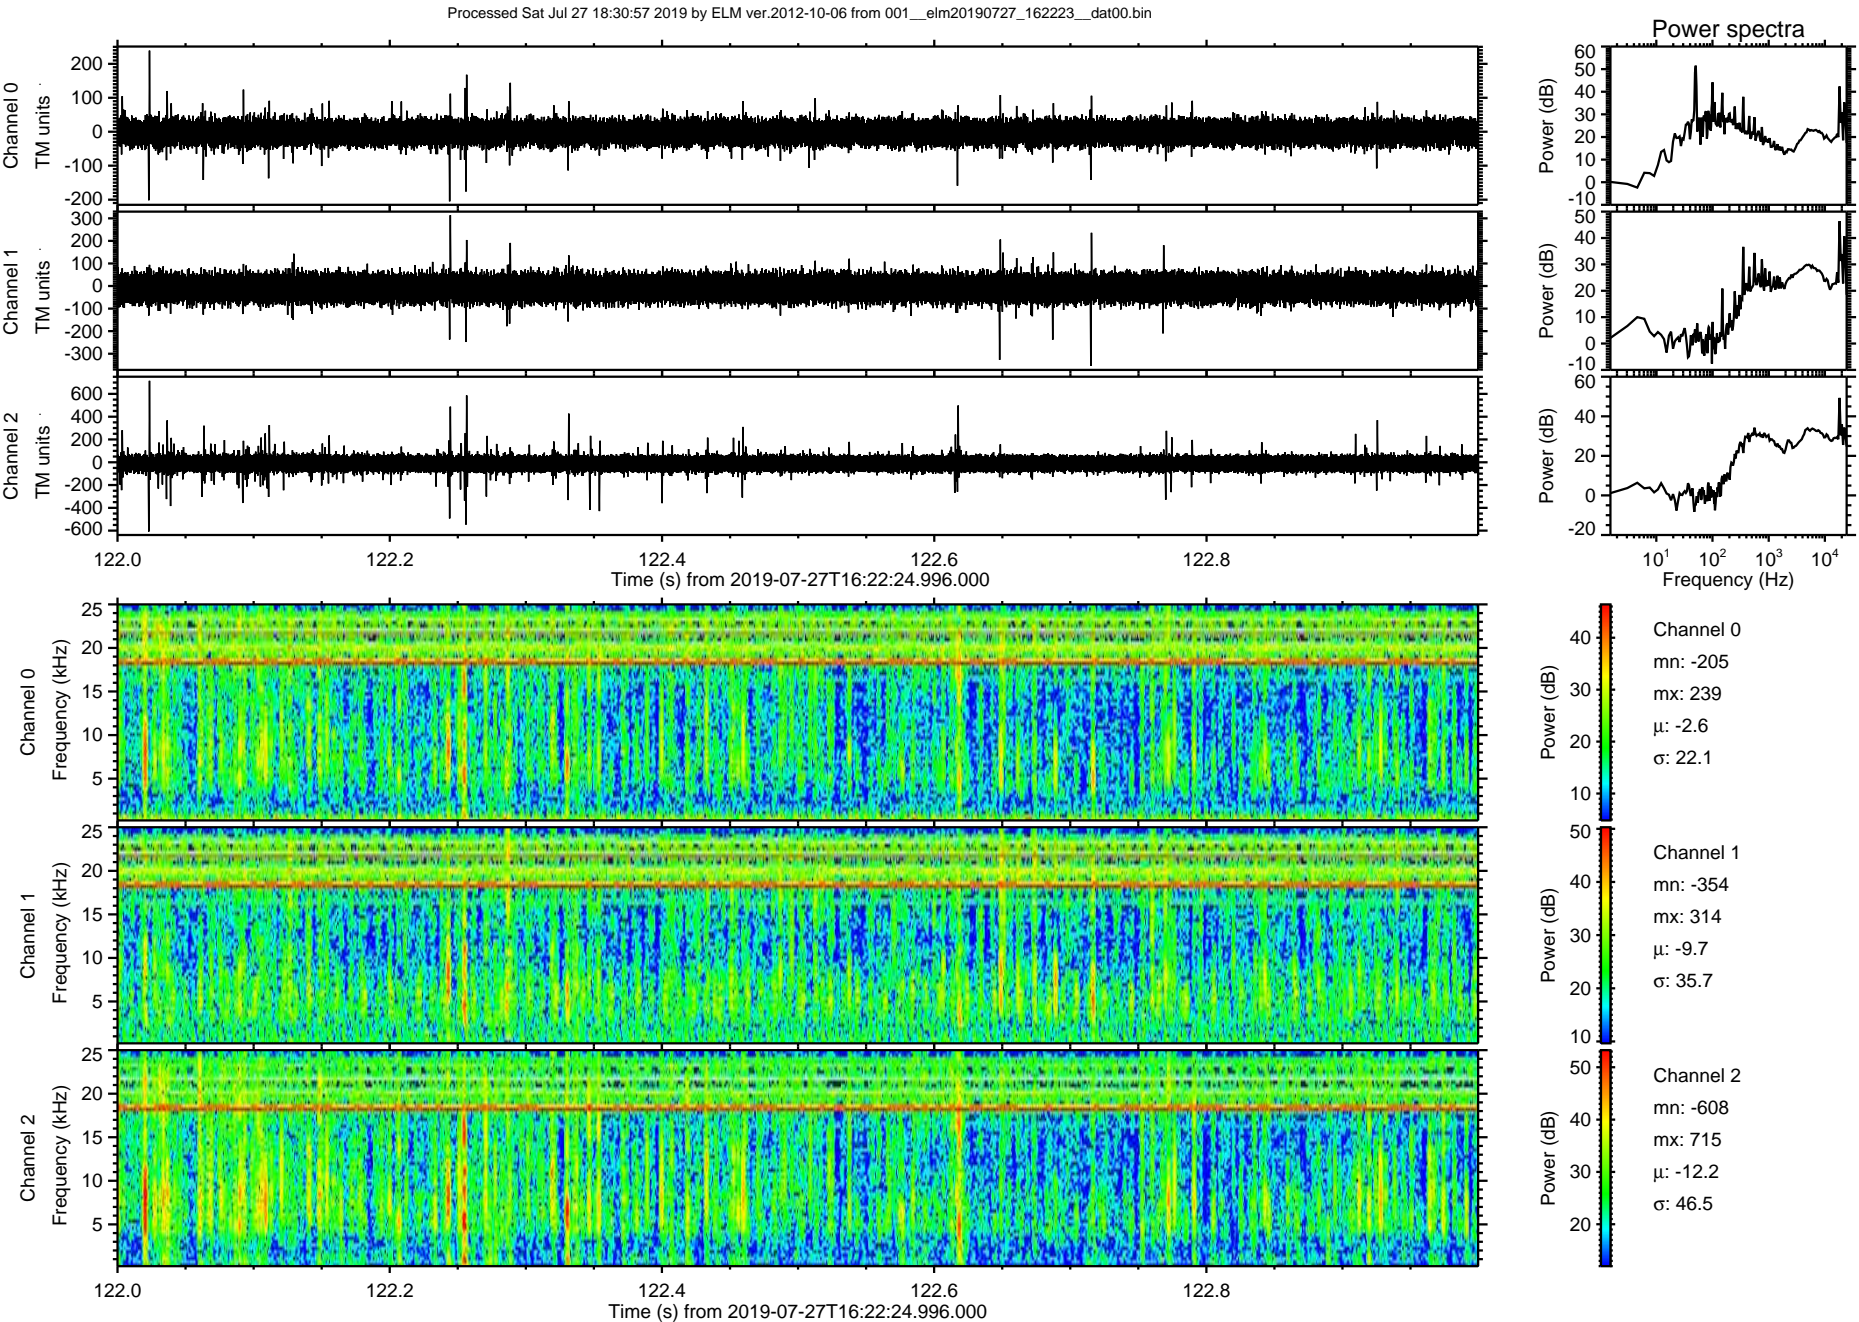 Processed Sat Jul 27 18:30:57 2019 by ELM ver.2012-10-06 from 001__elm20190727_162223__dat00.bin
Power spectra
Channel 0
TM units
200
100
0
-100
-200
Power (dB)
60
50
40
30
20
10
0
-10
Channel 1
TM units
300
200
100
0
-100
-200
-300
Power (dB)
50
40
30
20
10
0
-10
Channel 2
TM units
600
400
200
0
-200
-400
-600
Power (dB)
60
40
20
0
-20
122.0 122.2 122.4 122.6 122.8
Time (s) from 2019-07-27T16:22:24.996.000
10^1 10^2 10^3 10^4
Frequency (Hz)
Channel 0
Frequency (kHz)
25
20
15
10
5
Power (dB)
40
30
20
10
Channel 0
mn: -205
mx: 239
µ: -2.6
σ: 22.1
Channel 1
Frequency (kHz)
25
20
15
10
5
Power (dB)
50
40
30
20
10
Channel 1
mn: -354
mx: 314
µ: -9.7
σ: 35.7
Channel 2
Frequency (kHz)
25
20
15
10
5
Power (dB)
50
40
30
20
Channel 2
mn: -608
mx: 715
µ: -12.2
σ: 46.5
122.0 122.2 122.4 122.6 122.8
Time (s) from 2019-07-27T16:22:24.996.000